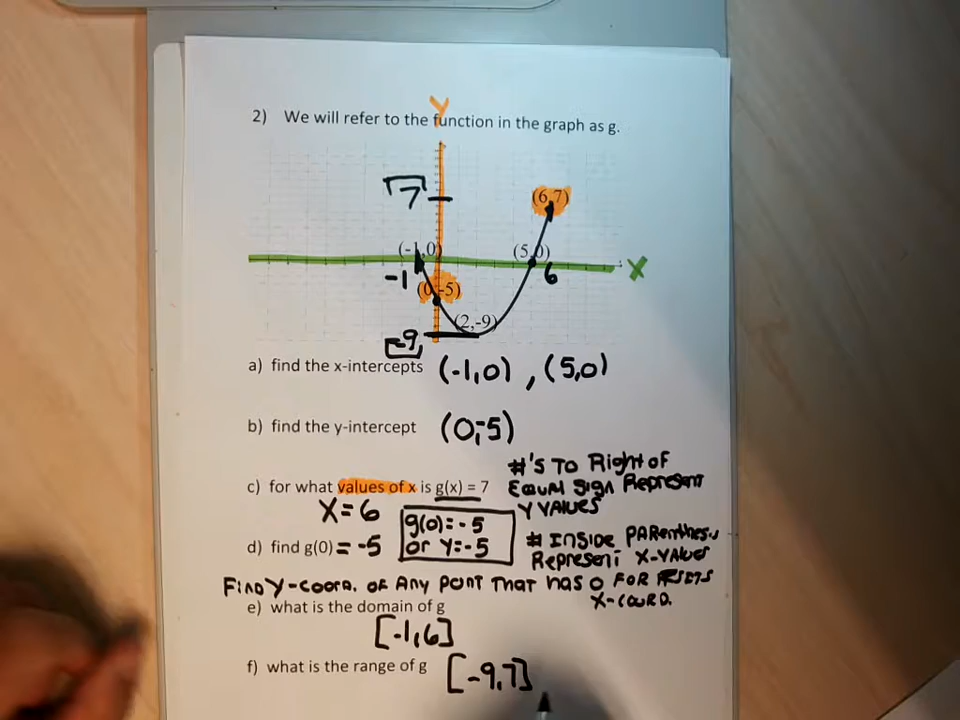 Y
2) We will refer to the function in the graph as g.
7
(6,7)
(-1,0)
(5,0)
X
-1
6
(0,-5)
(2,-9)
-9
a) find the x-intercepts (-1,0) , (5,0)
b) find the y-intercept (0,-5)
#'s To Right of
c) for what values of x is g(x) = 7 EQUAL Sign Represent
X=6 Y VALUES
g(0)=-5
d) find g(0) = -5 or y=-5 # INSIDE PARenthesis
Represent X-VALUE
Find Y-coord. of Any point THAT has 0 FOR
X-COORD.
e) what is the domain of g
[-1,6]
f) what is the range of g [-9,7]